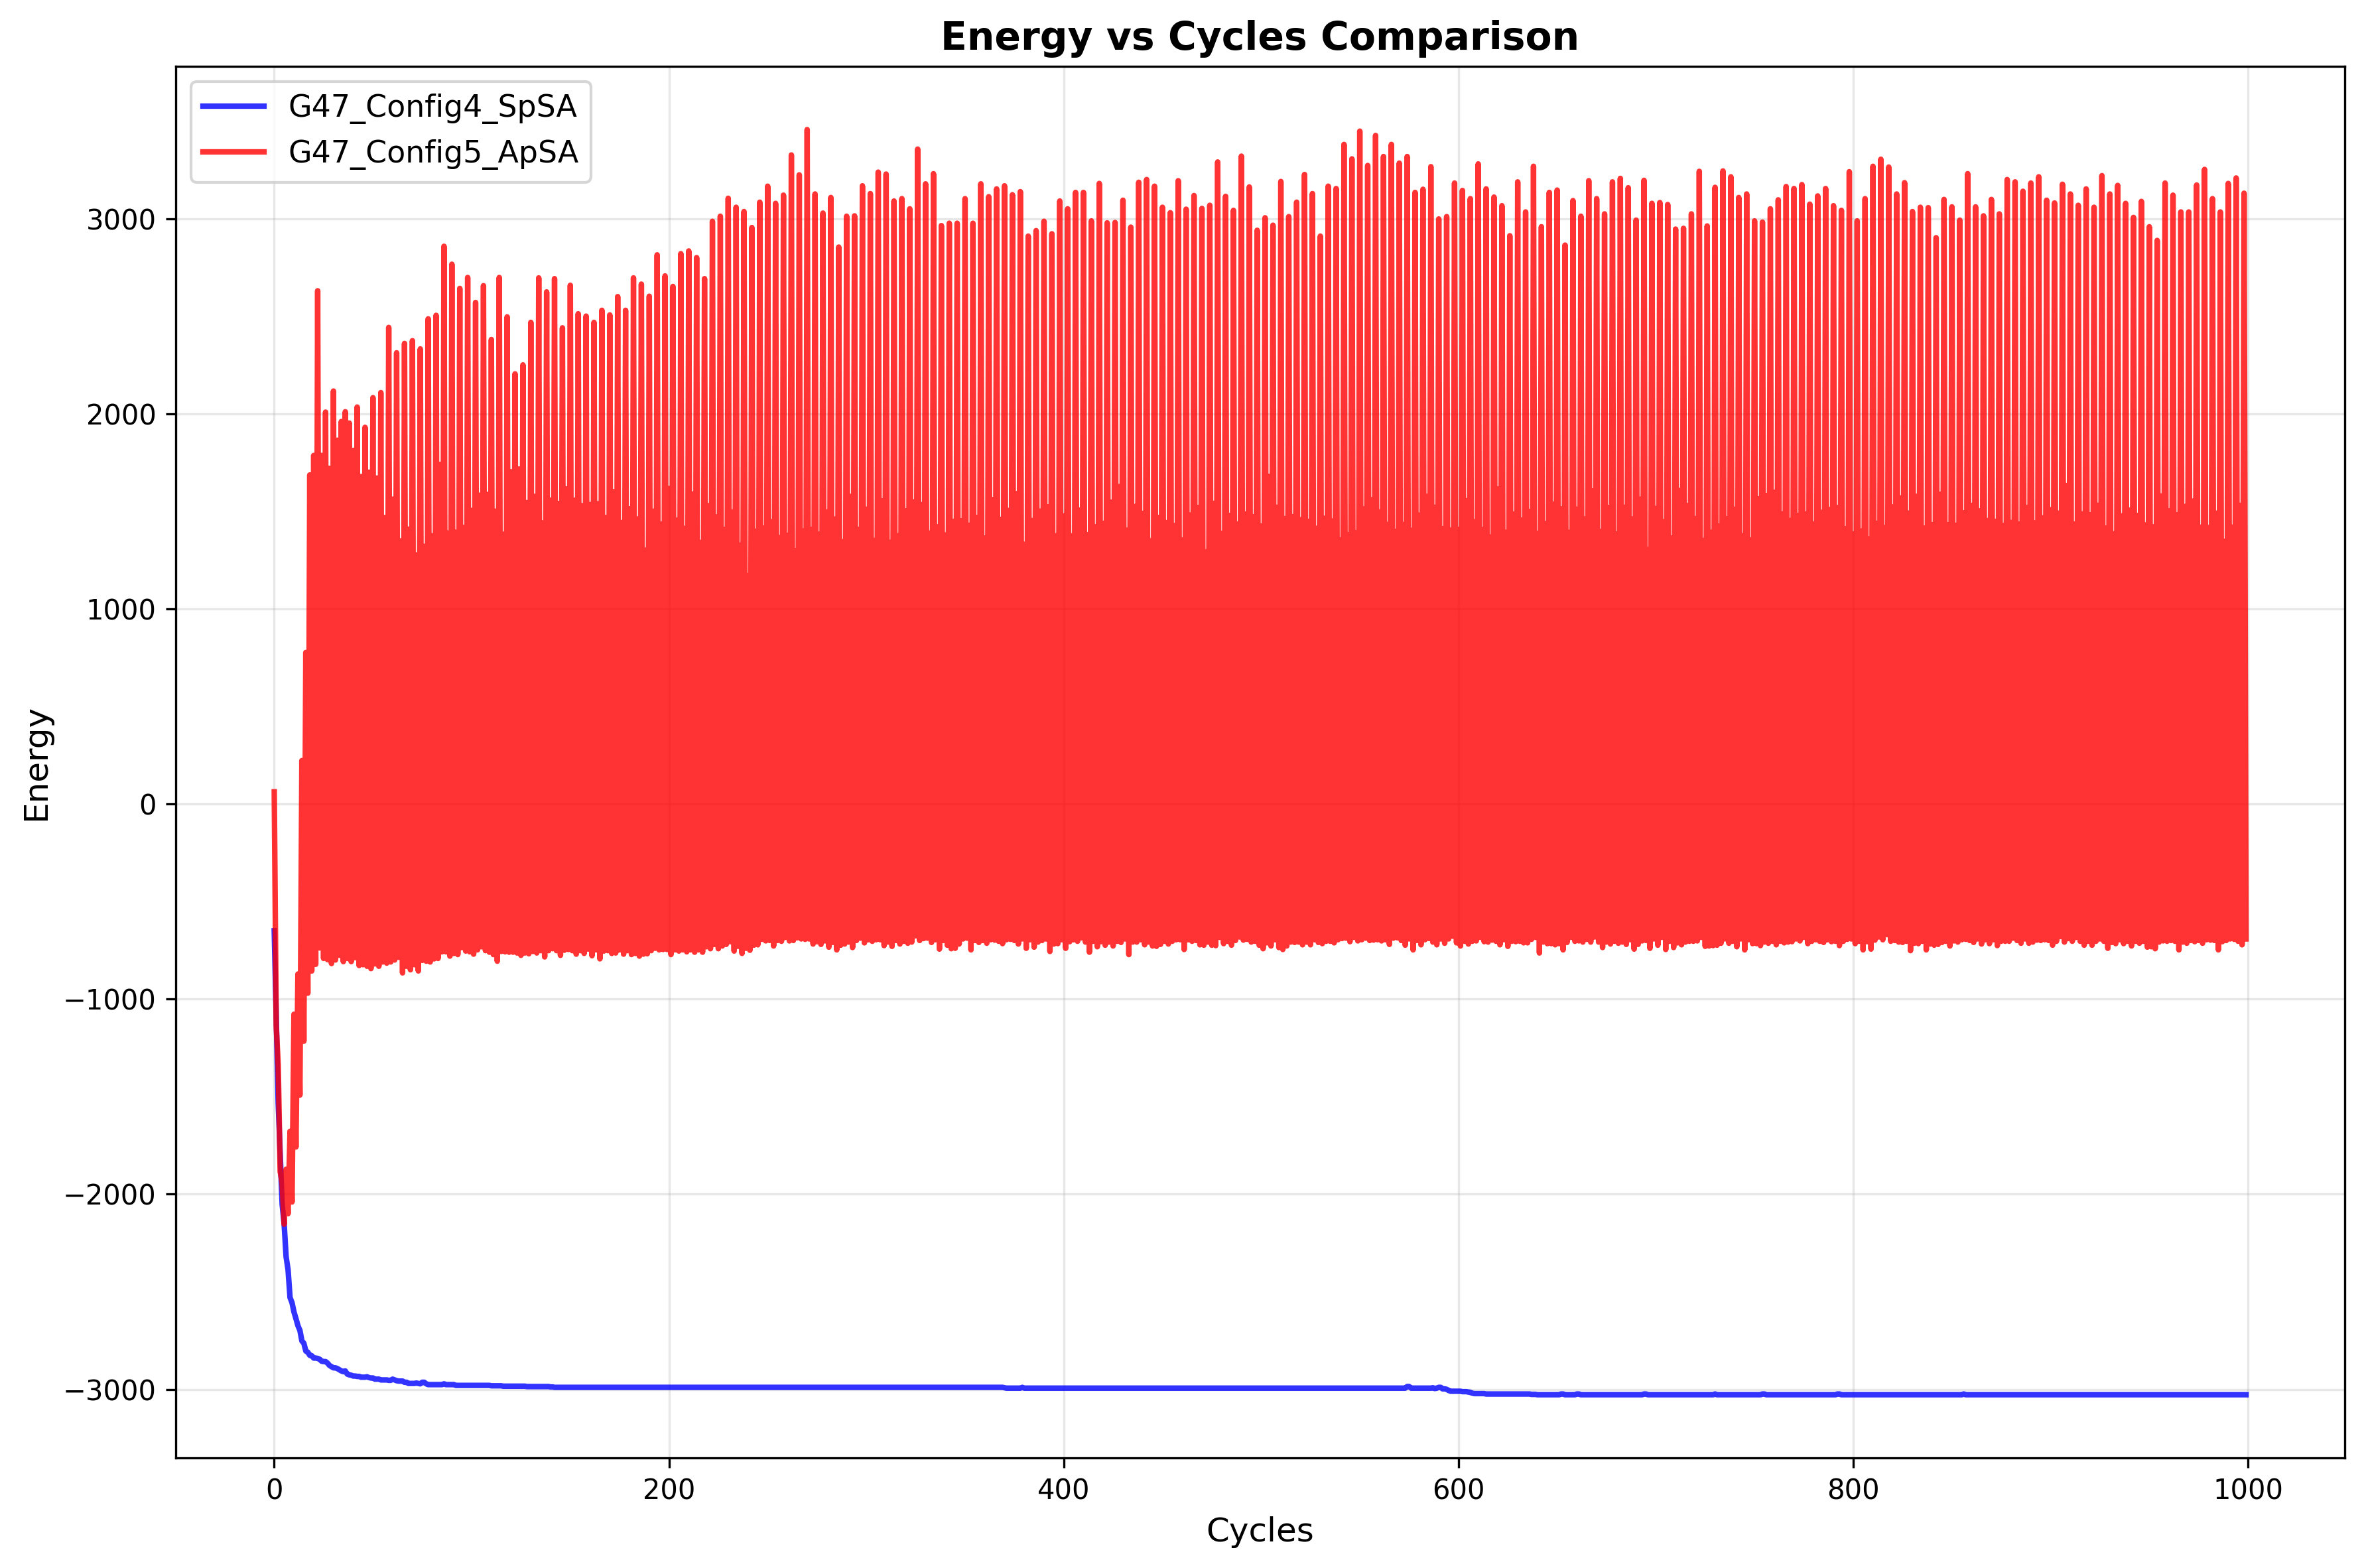 Energy vs Cycles Comparison
G47_Config4_SpSA
G47_Config5_ApSA
3000
2000
1000
0
−1000
−2000
−3000
Energy
0 200 400 600 800 1000
Cycles